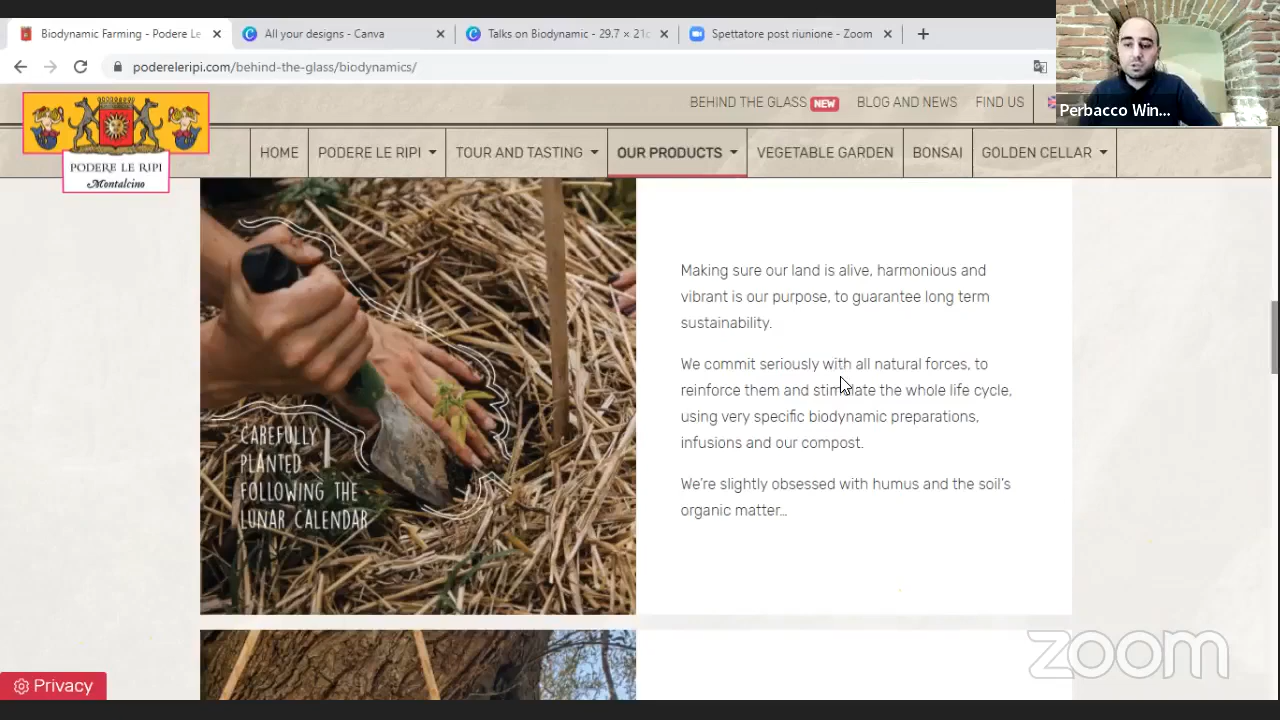 Biodynamic Farming - Podere Le
All your designs - Canva
Talks on Biodynamic - 29.7 × 21c
Spettatore post riunione - Zoom
podereleripi.com/behind-the-glass/biodynamics/
Perbacco Win...
BEHIND THE GLASS NEW BLOG AND NEWS FIND US
PODERE LE RIPI
Montalcino
HOME PODERE LE RIPI TOUR AND TASTING OUR PRODUCTS VEGETABLE GARDEN BONSAI GOLDEN CELLAR
CAREFULLY
PLANTED
FOLLOWING THE
LUNAR CALENDAR
Making sure our land is alive, harmonious and
vibrant is our purpose, to guarantee long term
sustainability.
We commit seriously with all natural forces, to
reinforce them and stimulate the whole life cycle,
using very specific biodynamic preparations,
infusions and our compost.
We're slightly obsessed with humus and the soil's
organic matter...
Privacy
zoom